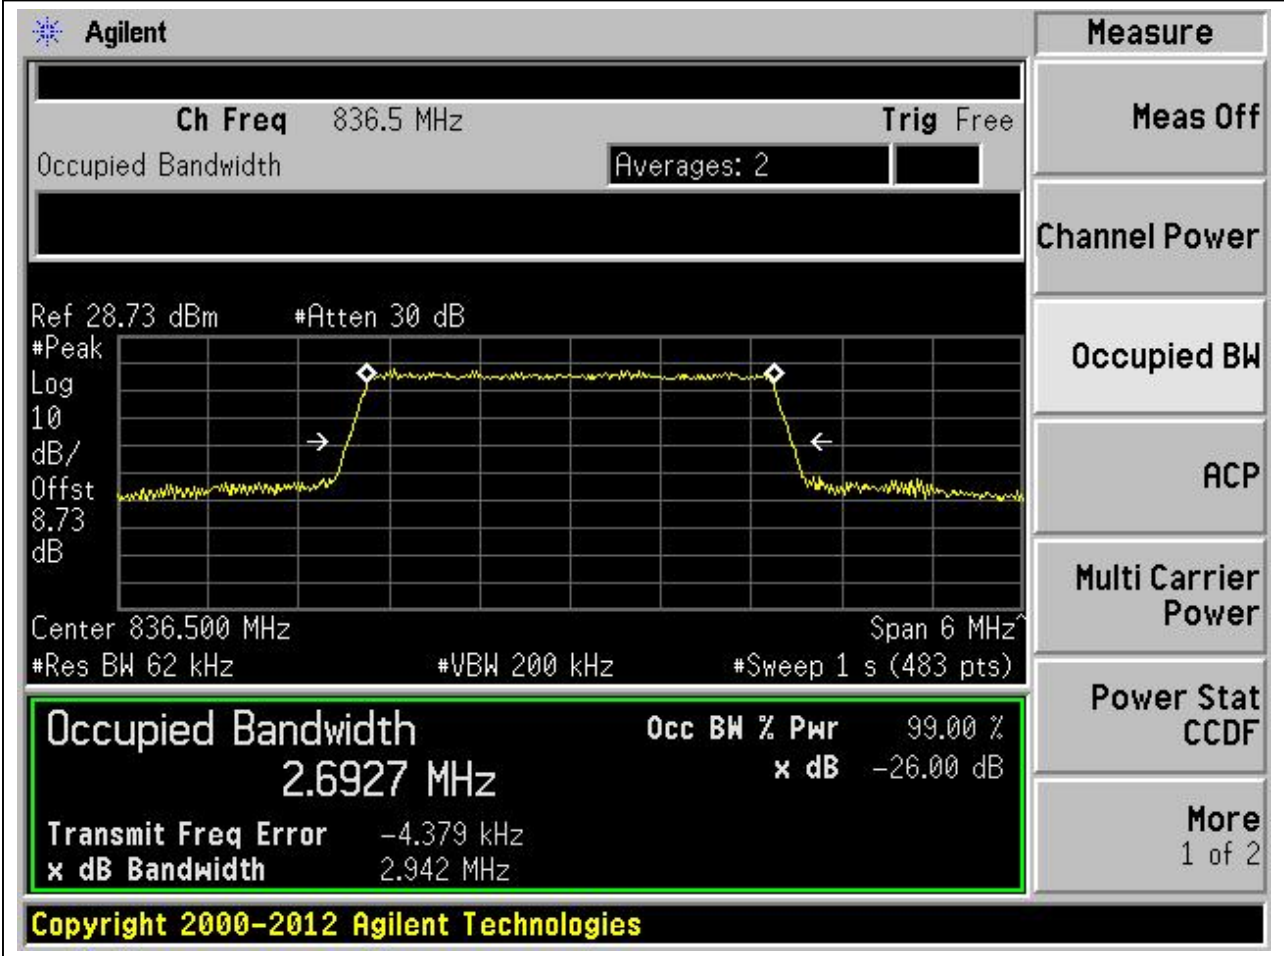 Agilent
Measure
Ch Freq 836.5 MHz Trig Free
Occupied Bandwidth Averages: 2
Meas Off
Channel Power
Occupied BW
ACP
Multi Carrier
Power
Power Stat
CCDF
More
1 of 2
Ref 28.73 dBm #Atten 30 dB
#Peak
Log
10
dB/
Offst
8.73
dB
Center 836.500 MHz Span 6 MHz^
#Res BW 62 kHz #VBW 200 kHz #Sweep 1 s (483 pts)
Occupied Bandwidth Occ BW % Pwr 99.00 %
2.6927 MHz x dB -26.00 dB
Transmit Freq Error -4.379 kHz
x dB Bandwidth 2.942 MHz
Copyright 2000-2012 Agilent Technologies